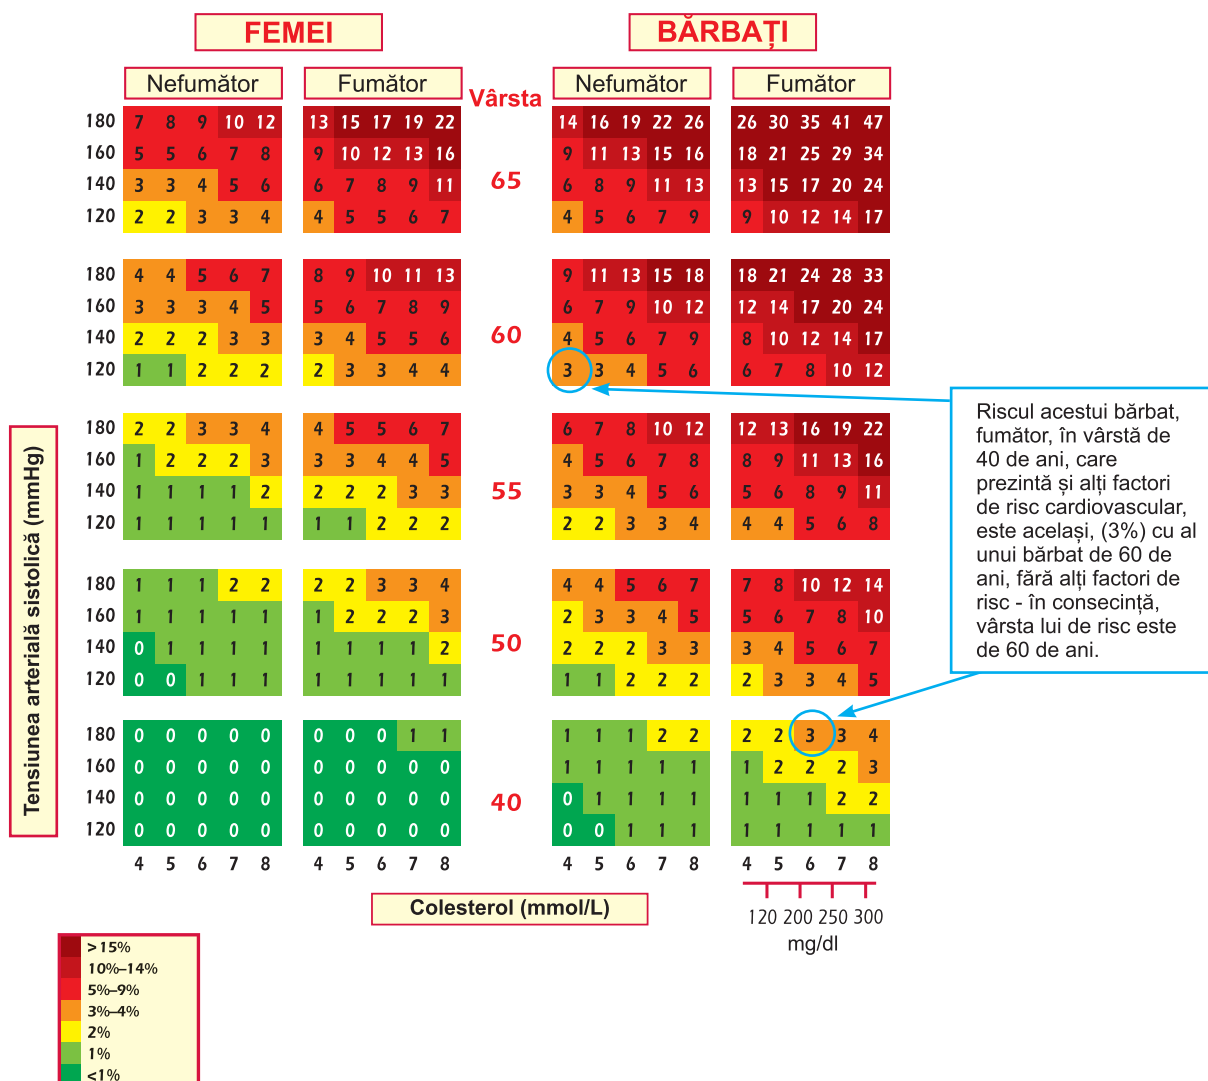 FEMEI BĂRBAȚI
Nefumător Fumător Vârsta Nefumător Fumător
180 7 8 9 10 12 13 15 17 19 22 14 16 19 22 26 26 30 35 41 47
160 5 5 6 7 8 9 10 12 13 16 9 11 13 15 16 18 21 25 29 34
65
140 3 3 4 5 6 6 7 8 9 11 6 8 9 11 13 13 15 17 20 24
120 2 2 3 3 4 4 5 5 6 7 4 5 6 7 9 9 10 12 14 17
180 4 4 5 6 7 8 9 10 11 13 9 11 13 15 18 18 21 24 28 33
160 3 3 3 4 5 5 6 7 8 9 6 7 9 10 12 12 14 17 20 24
60
140 2 2 2 3 3 3 4 5 5 6 4 5 6 7 9 8 10 12 14 17
120 1 1 2 2 2 2 3 3 4 4 3 3 4 5 6 6 7 8 10 12
180 2 2 3 3 4 4 5 5 6 7 6 7 8 10 12 12 13 16 19 22
160 1 2 2 2 3 3 3 4 4 5 4 5 6 7 8 8 9 11 13 16
55
140 1 1 1 1 2 2 2 2 3 3 3 3 4 5 6 5 6 8 9 11
120 1 1 1 1 1 1 1 2 2 2 2 2 3 3 4 4 4 5 6 8
180 1 1 1 2 2 2 2 3 3 4 4 4 5 6 7 7 8 10 12 14
160 1 1 1 1 1 1 2 2 2 3 2 3 3 4 5 5 6 7 8 10
50
140 0 1 1 1 1 1 1 1 1 2 2 2 2 3 3 3 4 5 6 7
120 0 0 1 1 1 1 1 1 1 1 1 1 2 2 2 2 3 3 4 5
180 0 0 0 0 0 0 0 0 1 1 1 1 1 2 2 2 2 3 3 4
160 0 0 0 0 0 0 0 0 0 0 1 1 1 1 1 1 2 2 2 3
40
140 0 0 0 0 0 0 0 0 0 0 0 1 1 1 1 1 1 1 2 2
120 0 0 0 0 0 0 0 0 0 0 0 0 1 1 1 1 1 1 1 1
4 5 6 7 8 4 5 6 7 8 4 5 6 7 8 4 5 6 7 8
Tensiunea arterială sistolică (mmHg)
Colesterol (mmol/L)
120 200 250 300
mg/dl
Riscul acestui bărbat,
fumător, în vârstă de
40 de ani, care
prezintă și alți factori
de risc cardiovascular,
este același, (3%) cu al
unui bărbat de 60 de
ani, fără alți factori de
risc - în consecință,
vârsta lui de risc este
de 60 de ani.
>15%
10%–14%
5%–9%
3%–4%
2%
1%
<1%